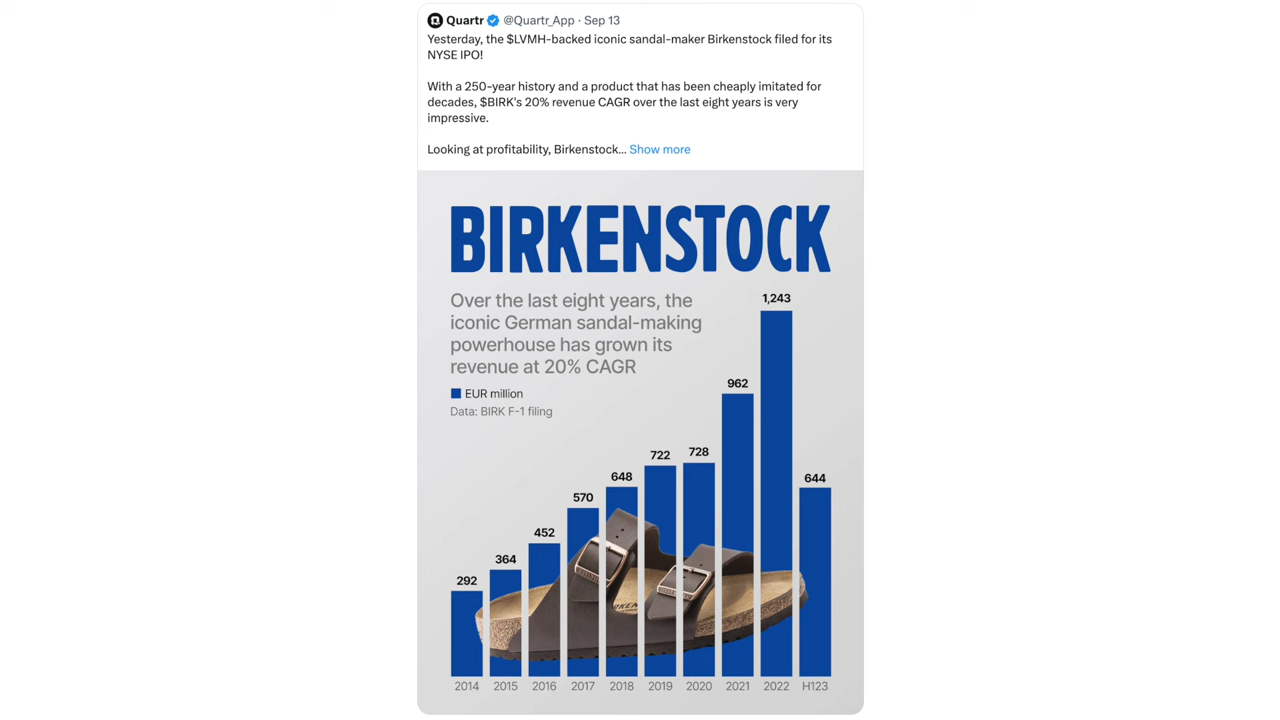 Quartr @Quartr_App · Sep 13
Yesterday, the $LVMH-backed iconic sandal-maker Birkenstock filed for its
NYSE IPO!
With a 250-year history and a product that has been cheaply imitated for
decades, $BIRK's 20% revenue CAGR over the last eight years is very
impressive.
Looking at profitability, Birkenstock... Show more
BIRKENSTOCK
Over the last eight years, the
iconic German sandal-making
powerhouse has grown its
revenue at 20% CAGR
EUR million
Data: BIRK F-1 filing
292
364
452
570
648
722
728
962
1,243
644
2014 2015 2016 2017 2018 2019 2020 2021 2022 H123